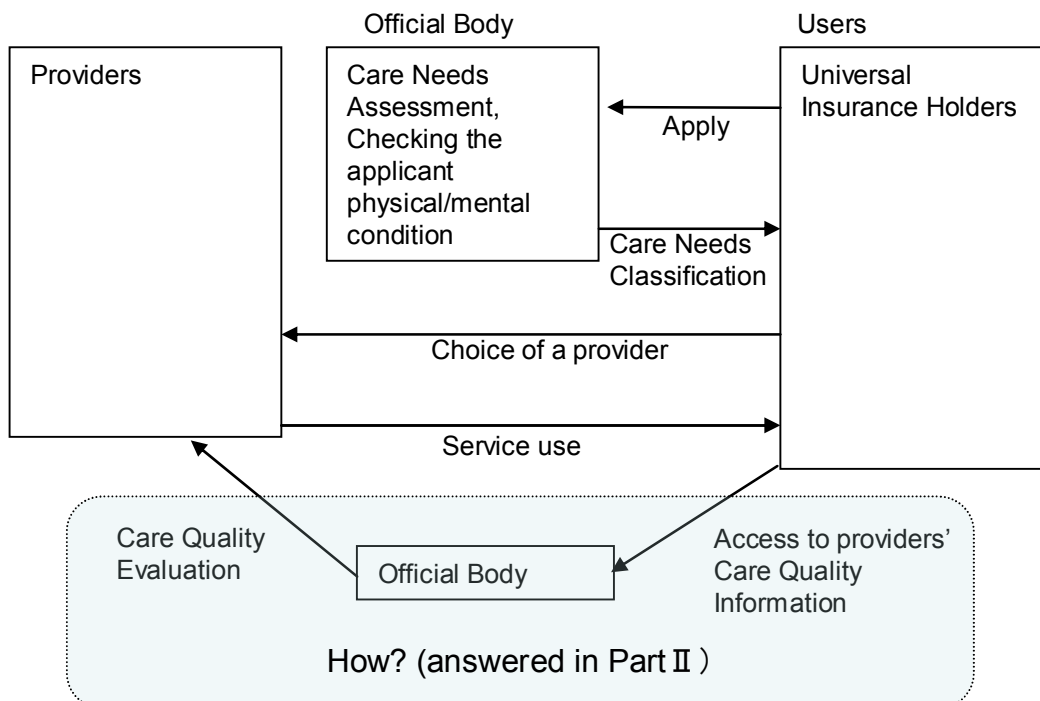 Official Body
Users
Providers
Care Needs
Assessment,
Checking the
applicant
physical/mental
condition
Universal
Insurance Holders
Apply
Care Needs
Classification
Choice of a provider
Service use
Care Quality
Evaluation
Official Body
Access to providers’
Care Quality
Information
How? (answered in Part Ⅱ）